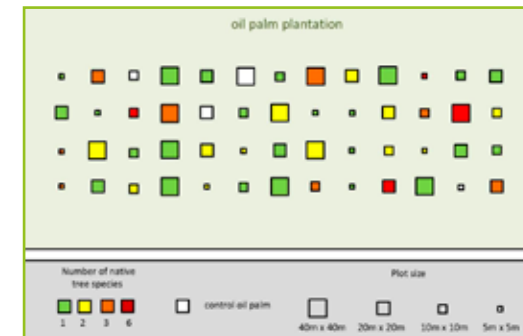 oil palm plantation
Number of native
tree species
Plot size
control oil palm
1 2 3 6
40m x 40m 20m x 20m 10m x 10m 5m x 5m